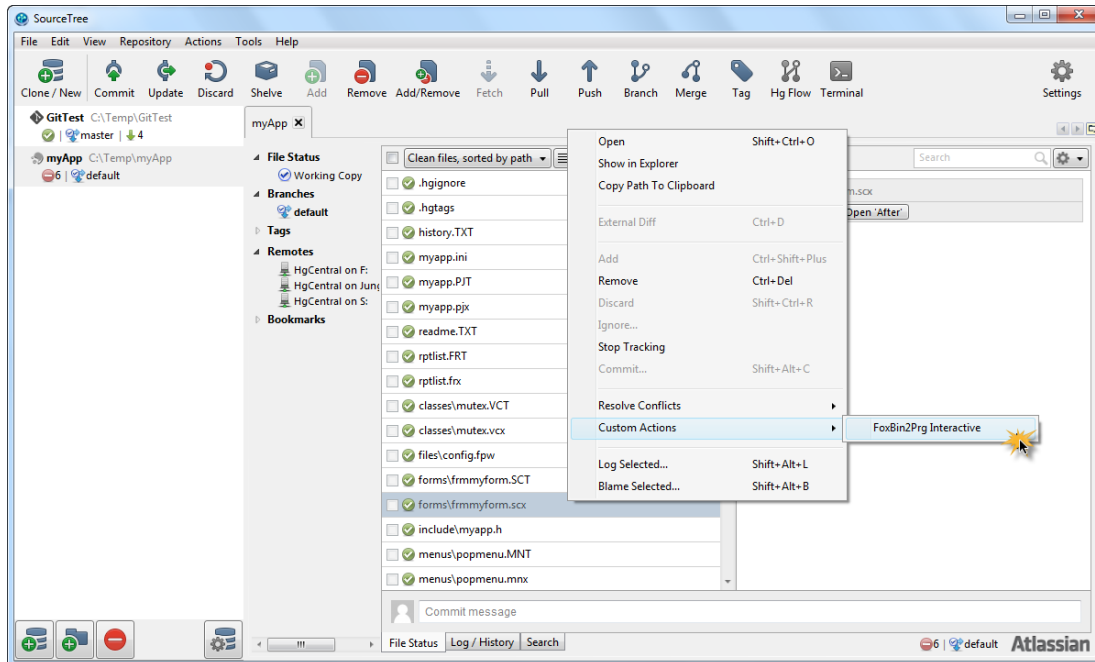 SourceTree
File Edit View Repository Actions Tools Help
Clone / New Commit Update Discard Shelve Add Remove Add/Remove Fetch Pull Push Branch Merge Tag Hg Flow Terminal Settings
GitTest C:\Temp\GitTest
master | 4
myApp C:\Temp\myApp
6 | default
myApp
File Status
Working Copy
Branches
default
Tags
Remotes
HgCentral on F:
HgCentral on Jung
HgCentral on S:
Bookmarks
Clean files, sorted by path
Search
.hgignore
.hgtags
history.TXT
myapp.ini
myapp.PJT
myapp.pjx
readme.TXT
rptlist.FRT
rptlist.frx
classes\mutex.VCT
classes\mutex.vcx
files\config.fpw
forms\frmmyform.SCT
forms\frmmyform.scx
include\myapp.h
menus\popmenu.MNT
menus\popmenu.mnx
m.scx
Open 'After'
Open Shift+Ctrl+O
Show in Explorer
Copy Path To Clipboard
External Diff Ctrl+D
Add Ctrl+Shift+Plus
Remove Ctrl+Del
Discard Shift+Ctrl+R
Ignore...
Stop Tracking
Commit... Shift+Alt+C
Resolve Conflicts
Custom Actions
FoxBin2Prg Interactive
Log Selected... Shift+Alt+L
Blame Selected... Shift+Alt+B
Commit message
File Status Log / History Search
6 | default Atlassian